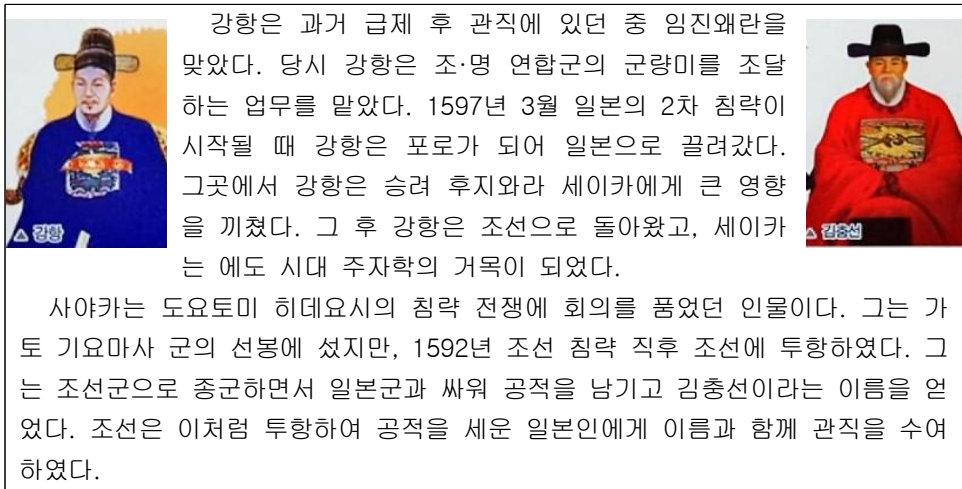 강항은 과거 급제 후 관직에 있던 중 임진왜란을
맞았다. 당시 강항은 조·명 연합군의 군량미를 조달
하는 업무를 맡았다. 1597년 3월 일본의 2차 침략이
시작될 때 강항은 포로가 되어 일본으로 끌려갔다.
그곳에서 강항은 승려 후지와라 세이카에게 큰 영향
을 끼쳤다. 그 후 강항은 조선으로 돌아왔고, 세이카
는 에도 시대 주자학의 거목이 되었다.
△ 강항
△ 김충선
사야카는 도요토미 히데요시의 침략 전쟁에 회의를 품었던 인물이다. 그는 가
토 기요마사 군의 선봉에 섰지만, 1592년 조선 침략 직후 조선에 투항하였다. 그
는 조선군으로 종군하면서 일본군과 싸워 공적을 남기고 김충선이라는 이름을 얻
었다. 조선은 이처럼 투항하여 공적을 세운 일본인에게 이름과 함께 관직을 수여
하였다.